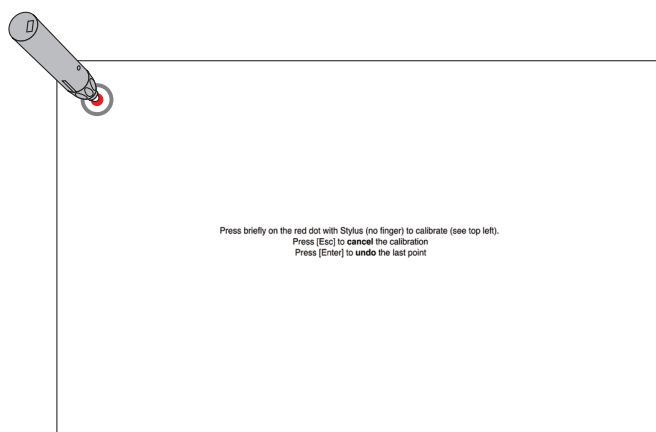 Press briefly on the red dot with Stylus (no finger) to calibrate (see top left).
Press [Esc] to cancel the calibration
Press [Enter] to undo the last point